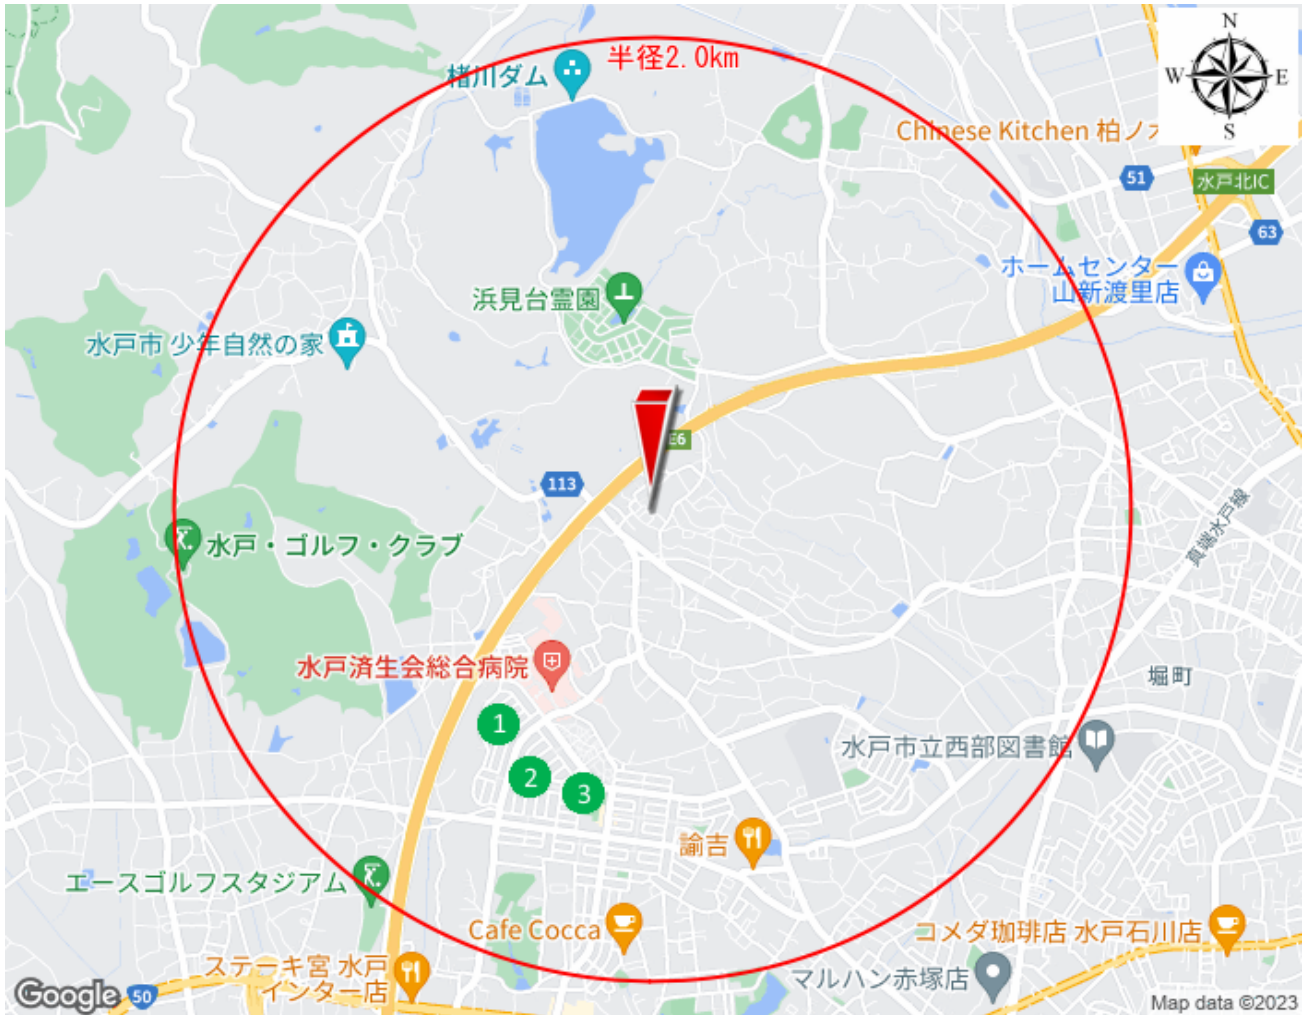 半径2.0km
N
W E
S
楮川ダム
Chinese Kitchen 柏ノ
51
水戸北IC
63
ホームセンター
山新渡里店
浜見台霊園
水戸市 少年自然の家
E6
113
水戸・ゴルフ・クラブ
真端水戸線
水戸済生会総合病院
堀町
1
水戸市立西部図書館
2
3
諭吉
エースゴルフスタジアム
Cafe Cocca
コメダ珈琲店 水戸石川店
ステーキ宮 水戸
インター店
マルハン赤塚店
Google
50
Map data ©2023